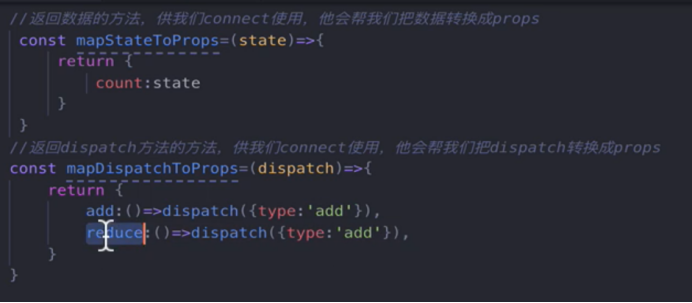 //返回数据的方法，供我们connect使用，他会帮我们把数据转换成props
const mapStateToProps=(state)=>{
return {
count:state
}
}
//返回dispatch方法的方法，供我们connect使用，他会帮我们把dispatch转换成props
const mapDispatchToProps=(dispatch)=>{
return {
add:()=>dispatch({type:'add'}),
reduce:()=>dispatch({type:'add'}),
}
}